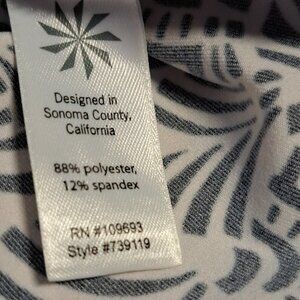 Designed in
Sonoma County,
California
88% polyester,
12% spandex
RN #109693
Style #739119